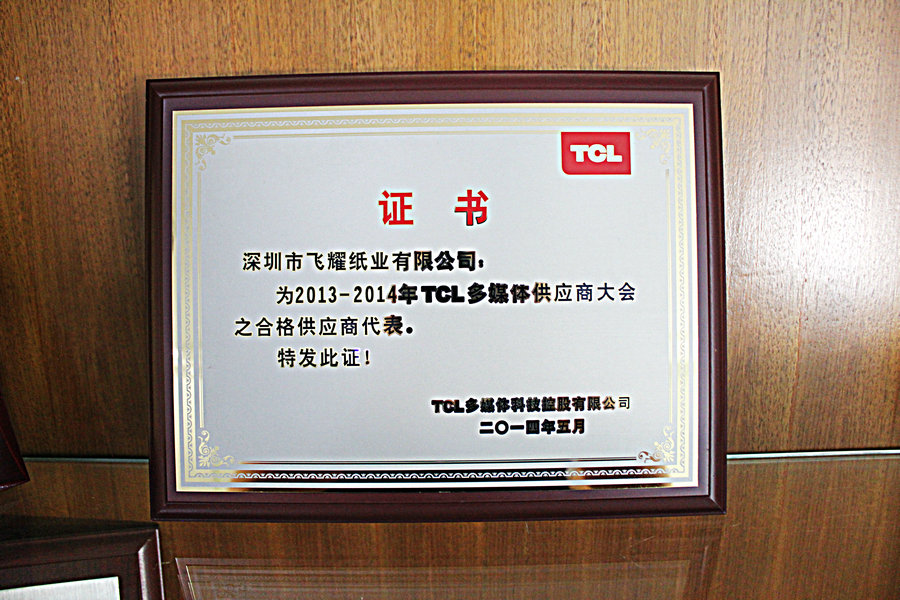 TCL
证书
深圳市飞耀纸业有限公司：
为2013-2014年TCL多媒体供应商大会
之合格供应商代表。
特发此证！
TCL多媒体科技控股有限公司
二〇一四年五月